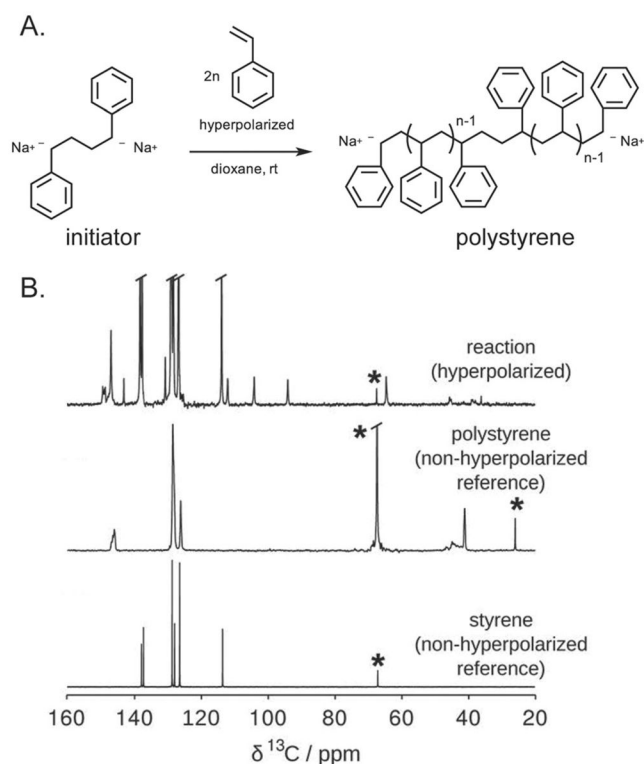 A.
2n
hyperpolarized
dioxane, rt
Na⁺ ⁻
⁻ Na⁺
initiator
Na⁺ ⁻
n-1
n-1
⁻ Na⁺
polystyrene
B.
reaction
(hyperpolarized)
*
polystyrene
(non-hyperpolarized
reference)
*
*
styrene
(non-hyperpolarized
reference)
*
160 140 120 100 80 60 40 20
δ ¹³C / ppm